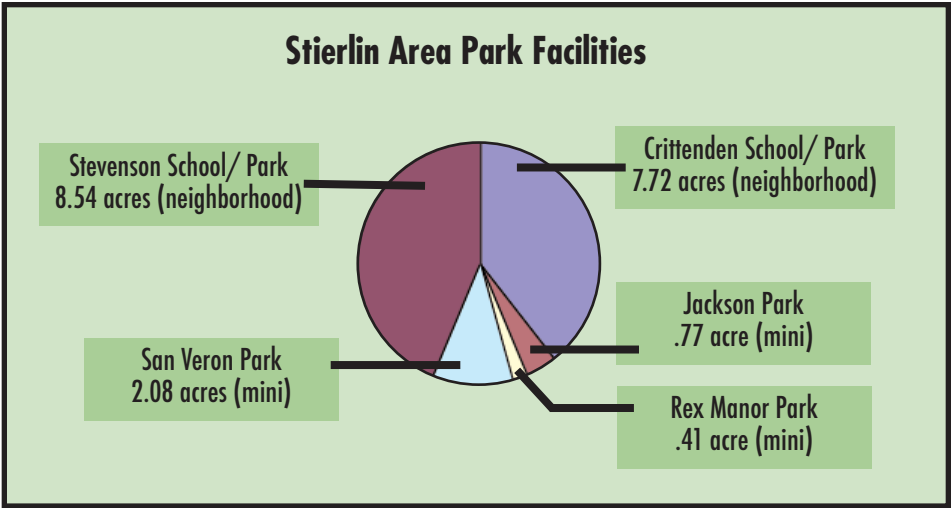 Stierlin Area Park Facilities
Stevenson School/ Park
8.54 acres (neighborhood)
Crittenden School/ Park
7.72 acres (neighborhood)
Jackson Park
.77 acre (mini)
San Veron Park
2.08 acres (mini)
Rex Manor Park
.41 acre (mini)